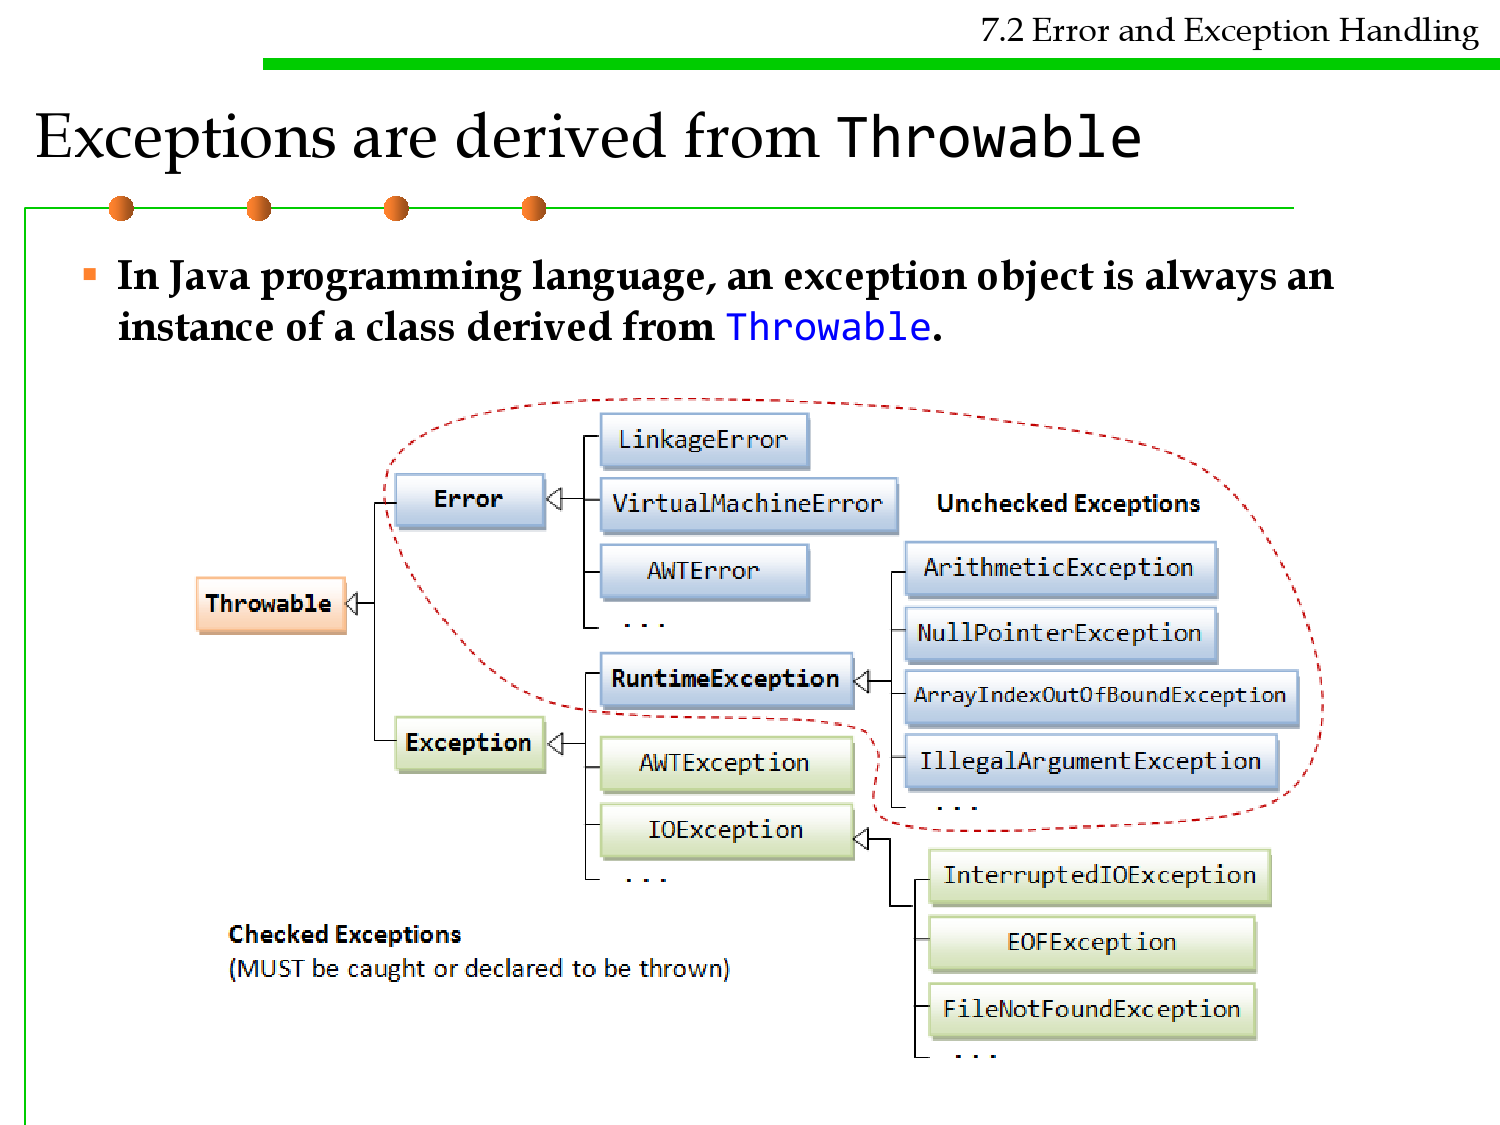 7.2 Error and Exception Handling
Exceptions are derived from Throwable
In Java programming language, an exception object is always an
instance of a class derived from Throwable.
LinkageError
Error
VirtualMachineError
Unchecked Exceptions
AWTError
ArithmeticException
Throwable
. . .
NullPointerException
RuntimeException
ArrayIndexOutOfBoundException
Exception
AWTException
IllegalArgumentException
. . .
IOException
. . .
InterruptedIOException
Checked Exceptions
EOFException
(MUST be caught or declared to be thrown)
FileNotFoundException
. . .